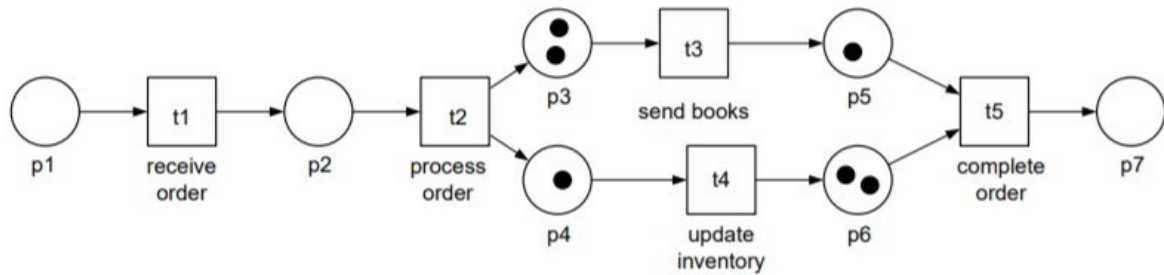 t1
t2
t3
t4
t5
p1
p2
p3
p4
p5
p6
p7
receive
order
process
order
send books
update
inventory
complete
order